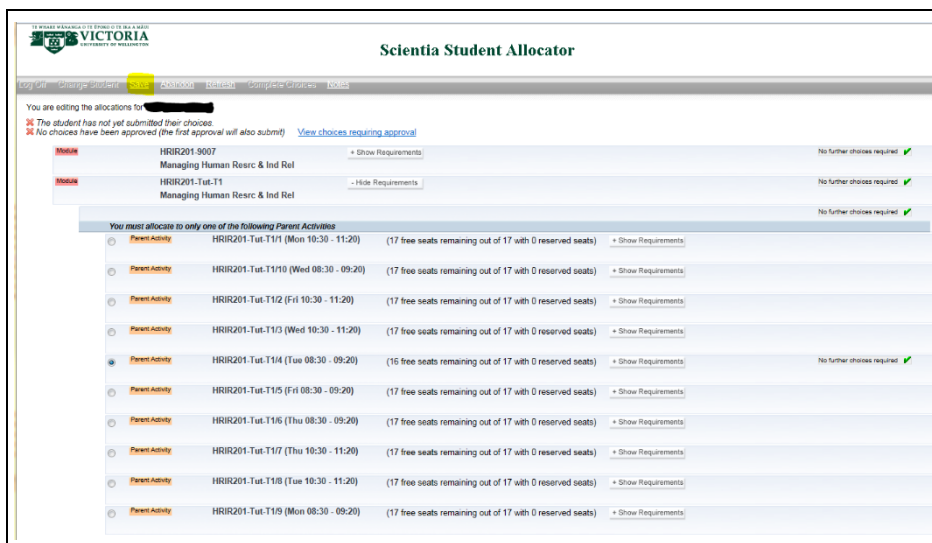 TE WHARE WĀNANGA O TE ŪPOKO O TE IKA A MĀUI
VICTORIA
UNIVERSITY OF WELLINGTON
Scientia Student Allocator
Log Off Change Student Save Abandon Refresh Complete Choices Notes
You are editing the allocations for
The student has not yet submitted their choices.
No choices have been approved (the first approval will also submit) View choices requiring approval
Module HRIR201-9007 + Show Requirements No further choices required
Managing Human Resrc & Ind Rel
Module HRIR201-Tut-T1 - Hide Requirements No further choices required
Managing Human Resrc & Ind Rel
No further choices required
You must allocate to only one of the following Parent Activities
Parent Activity HRIR201-Tut-T1/1 (Mon 10:30 - 11:20) (17 free seats remaining out of 17 with 0 reserved seats) + Show Requirements
Parent Activity HRIR201-Tut-T1/10 (Wed 08:30 - 09:20) (17 free seats remaining out of 17 with 0 reserved seats) + Show Requirements
Parent Activity HRIR201-Tut-T1/2 (Fri 10:30 - 11:20) (17 free seats remaining out of 17 with 0 reserved seats) + Show Requirements
Parent Activity HRIR201-Tut-T1/3 (Wed 10:30 - 11:20) (17 free seats remaining out of 17 with 0 reserved seats) + Show Requirements
Parent Activity HRIR201-Tut-T1/4 (Tue 08:30 - 09:20) (16 free seats remaining out of 17 with 0 reserved seats) + Show Requirements No further choices required
Parent Activity HRIR201-Tut-T1/5 (Fri 08:30 - 09:20) (17 free seats remaining out of 17 with 0 reserved seats) + Show Requirements
Parent Activity HRIR201-Tut-T1/6 (Thu 08:30 - 09:20) (17 free seats remaining out of 17 with 0 reserved seats) + Show Requirements
Parent Activity HRIR201-Tut-T1/7 (Thu 10:30 - 11:20) (17 free seats remaining out of 17 with 0 reserved seats) + Show Requirements
Parent Activity HRIR201-Tut-T1/8 (Tue 10:30 - 11:20) (17 free seats remaining out of 17 with 0 reserved seats) + Show Requirements
Parent Activity HRIR201-Tut-T1/9 (Mon 08:30 - 09:20) (17 free seats remaining out of 17 with 0 reserved seats) + Show Requirements